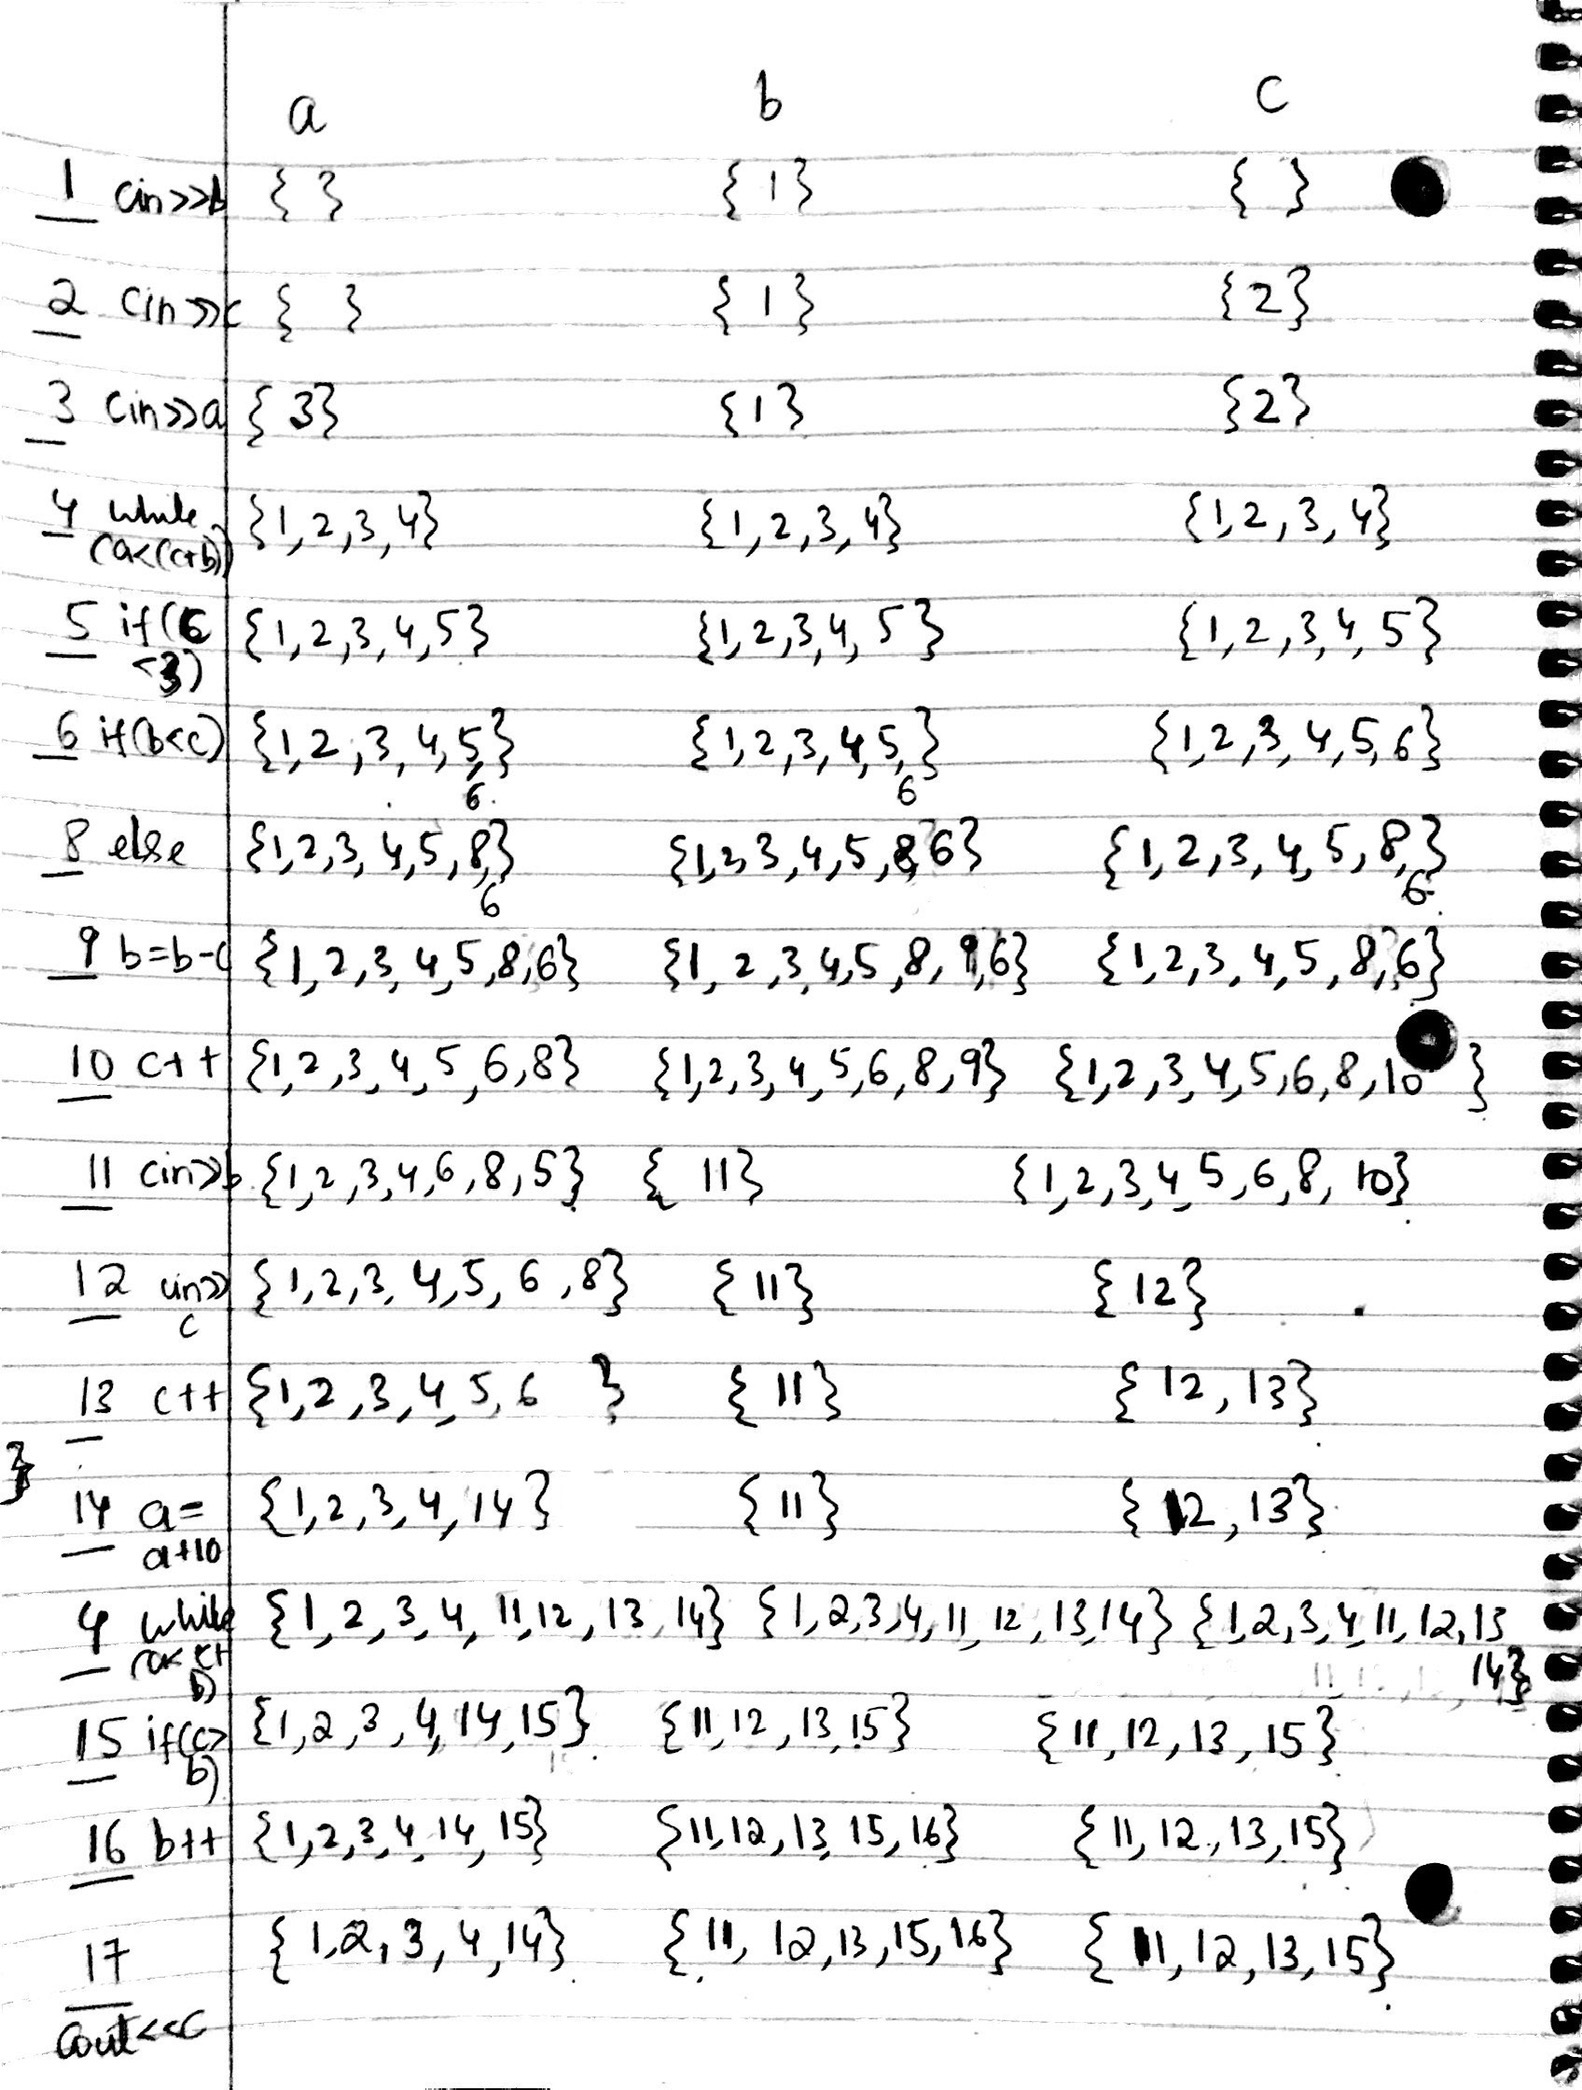 a b c
1 cin>>b { } { 1 } { }
2 cin>>c { } { 1 } { 2 }
3 cin>>a { 3 } { 1 } { 2 }
4 while {1,2,3,4} {1,2,3,4} {1,2,3,4}
(a<(c+b))
5 if(6 {1,2,3,4,5} {1,2,3,4,5} {1,2,3,4,5}
<3)
6 if(b<c) {1,2,3,4,5,} {1,2,3,4,5,} {1,2,3,4,5,6}
6 6
8 else {1,2,3,4,5,8,} {1,2,3,4,5,8,6} {1,2,3,4,5,8,}
6 6
9 b=b-c {1,2,3,4,5,8,6} {1,2,3,4,5,8,9,6} {1,2,3,4,5,8,6}
10 c++ {1,2,3,4,5,6,8} {1,2,3,4,5,6,8,9} {1,2,3,4,5,6,8,10 }
11 cin>>b {1,2,3,4,6,8,5} { 11} {1,2,3,4,5,6,8,10}
12 cin>> {1,2,3,4,5,6,8} {11} {12}
c
13 c++ {1,2,3,4,5,6 } {11} {12,13}
}
14 a= {1,2,3,4,14} {11} {12,13}
a+10
4 while {1,2,3,4,11,12,13,14} {1,2,3,4,11,12,13,14} {1,2,3,4,11,12,13
(a<c+ 14}
b)
15 if(c> {1,2,3,4,14,15} {11,12,13,15} {11,12,13,15}
b)
16 b++ {1,2,3,4,14,15} {11,12,13,15,16} {11,12,13,15}
17 {1,2,3,4,14} {11,12,13,15,16} {11,12,13,15}
cout<<c